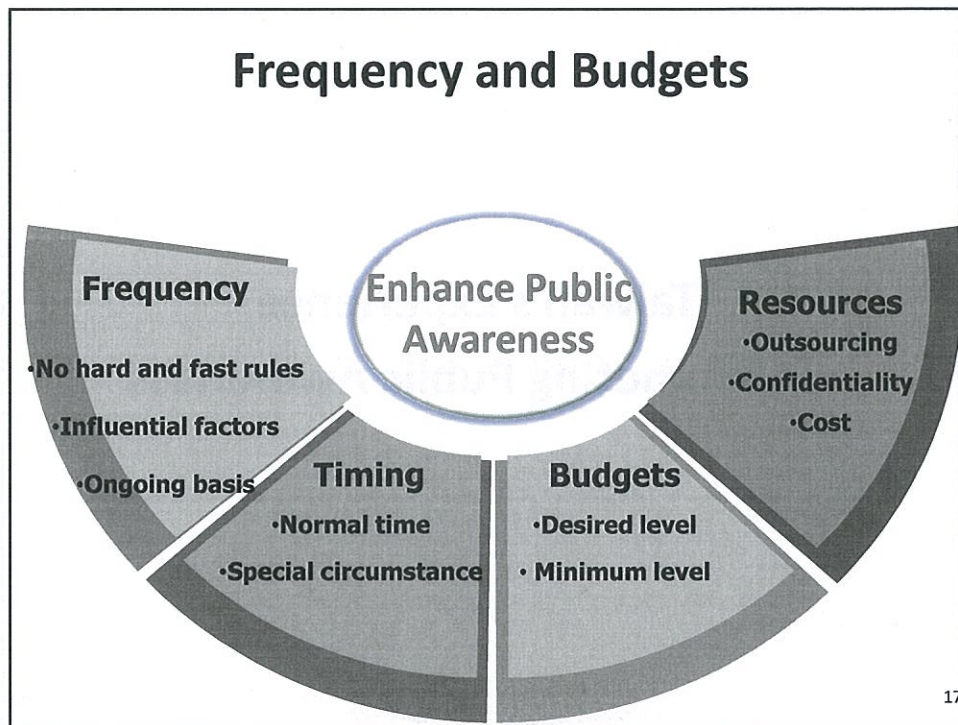 Frequency and Budgets
Enhance Public
Awareness
Frequency
•No hard and fast rules
•Influential factors
•Ongoing basis
Timing
•Normal time
•Special circumstance
Budgets
•Desired level
• Minimum level
Resources
•Outsourcing
•Confidentiality
•Cost
17